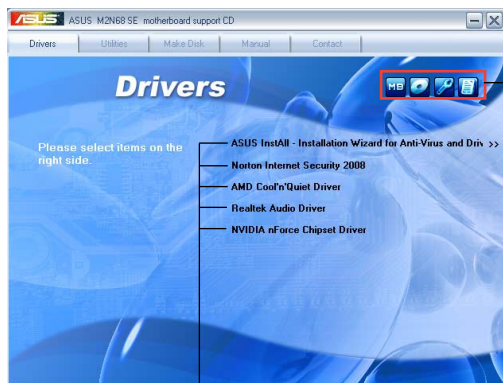 ASUS ASUS M2N68 SE motherboard support CD
Drivers Utilities Make Disk Manual Contact
Drivers
MB
Please select items on the
right side.
ASUS InstAll - Installation Wizard for Anti-Virus and Driv >>
Norton Internet Security 2008
AMD Cool'n'Quiet Driver
Realtek Audio Driver
NVIDIA nForce Chipset Driver